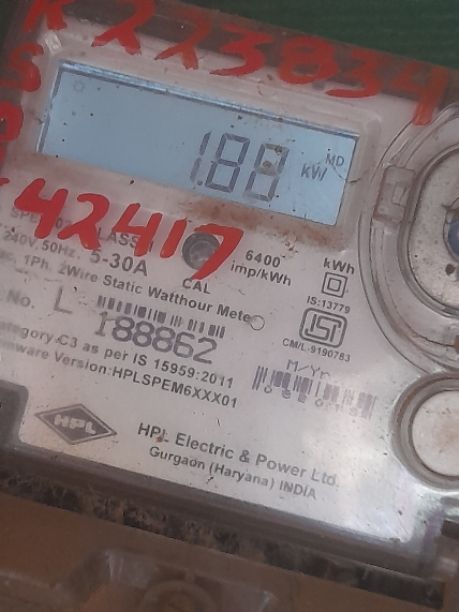 K 223834
1.88 MD kW
42417
240V, 50Hz, 5-30A 6400 imp/kWh kWh
1Ph. 2Wire Static Watthour Meter CAL IS:13779
No. L 188862 CM/L-9190783
Category:C3 as per IS 15959:2011 M/Yr.
Version:HPLSPEM6XXX01
HPL
HPL Electric & Power Ltd.
Gurgaon (Haryana) INDIA